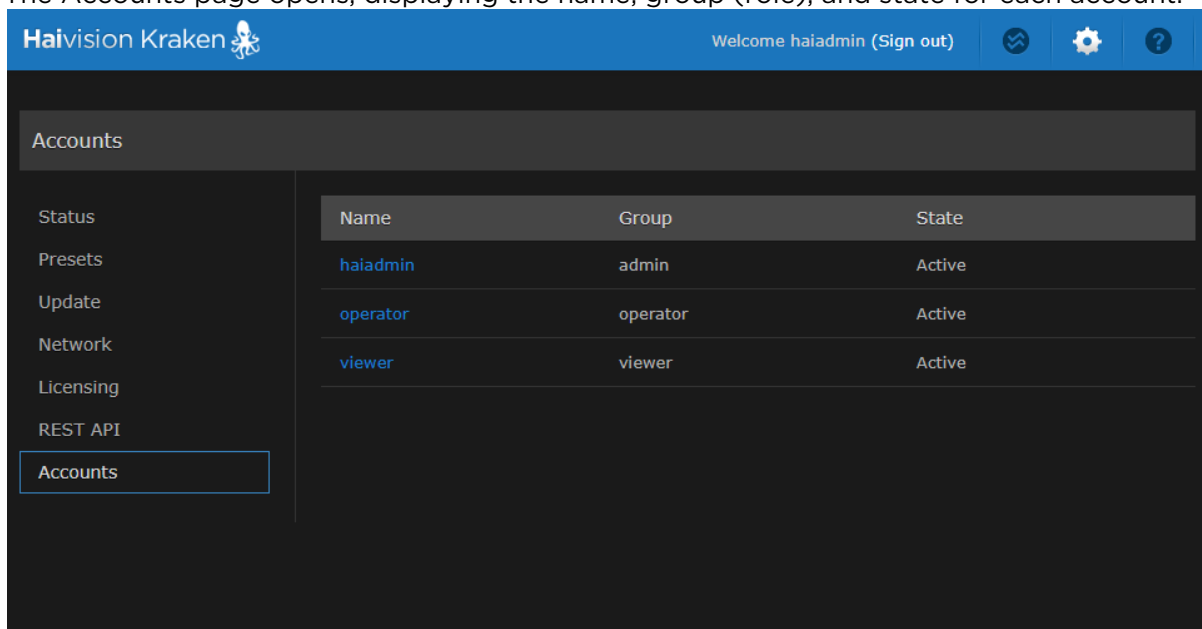 The Accounts page opens, displaying the name, group (role), and state for each account.
Haivision Kraken
Welcome haiadmin (Sign out)
?
Accounts
Status
Presets
Update
Network
Licensing
REST API
Accounts
Name Group State
haiadmin admin Active
operator operator Active
viewer viewer Active